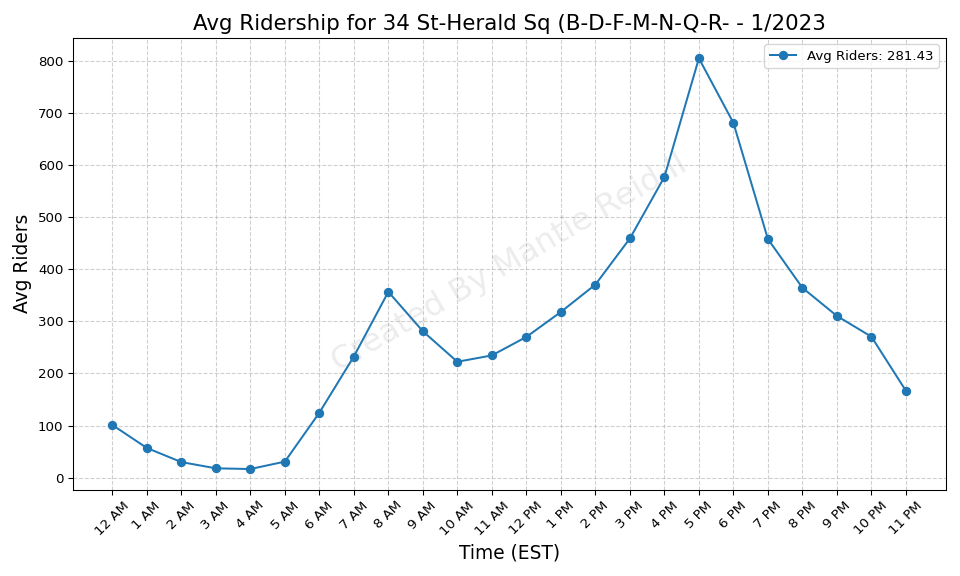 Avg Ridership for 34 St-Herald Sq (B-D-F-M-N-Q-R- - 1/2023
Avg Riders: 281.43
Avg Riders
800
700
600
500
400
300
200
100
0
Created By Mantie Reid II
12 AM
1 AM
2 AM
3 AM
4 AM
5 AM
6 AM
7 AM
8 AM
9 AM
10 AM
11 AM
12 PM
1 PM
2 PM
3 PM
4 PM
5 PM
6 PM
7 PM
8 PM
9 PM
10 PM
11 PM
Time (EST)